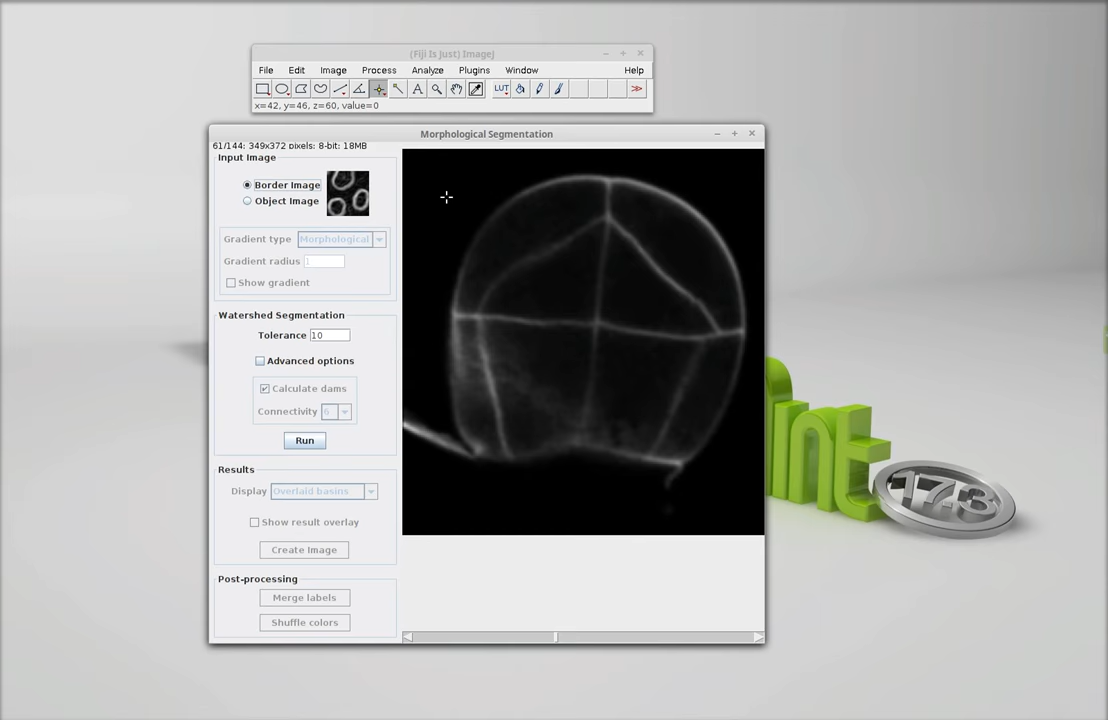 (Fiji Is Just) ImageJ
File Edit Image Process Analyze Plugins Window Help
A LUT >>
x=42, y=46, z=60, value=0
Morphological Segmentation
61/144: 349x372 pixels: 8-bit: 18MB
Input Image
Border Image
Object Image
Gradient type Morphological
Gradient radius 1
Show gradient
Watershed Segmentation
Tolerance 10
Advanced options
Calculate dams
Connectivity 6
Run
Results
Display Overlaid basins
Show result overlay
Create Image
Post-processing
Merge labels
Shuffle colors
int
17.3